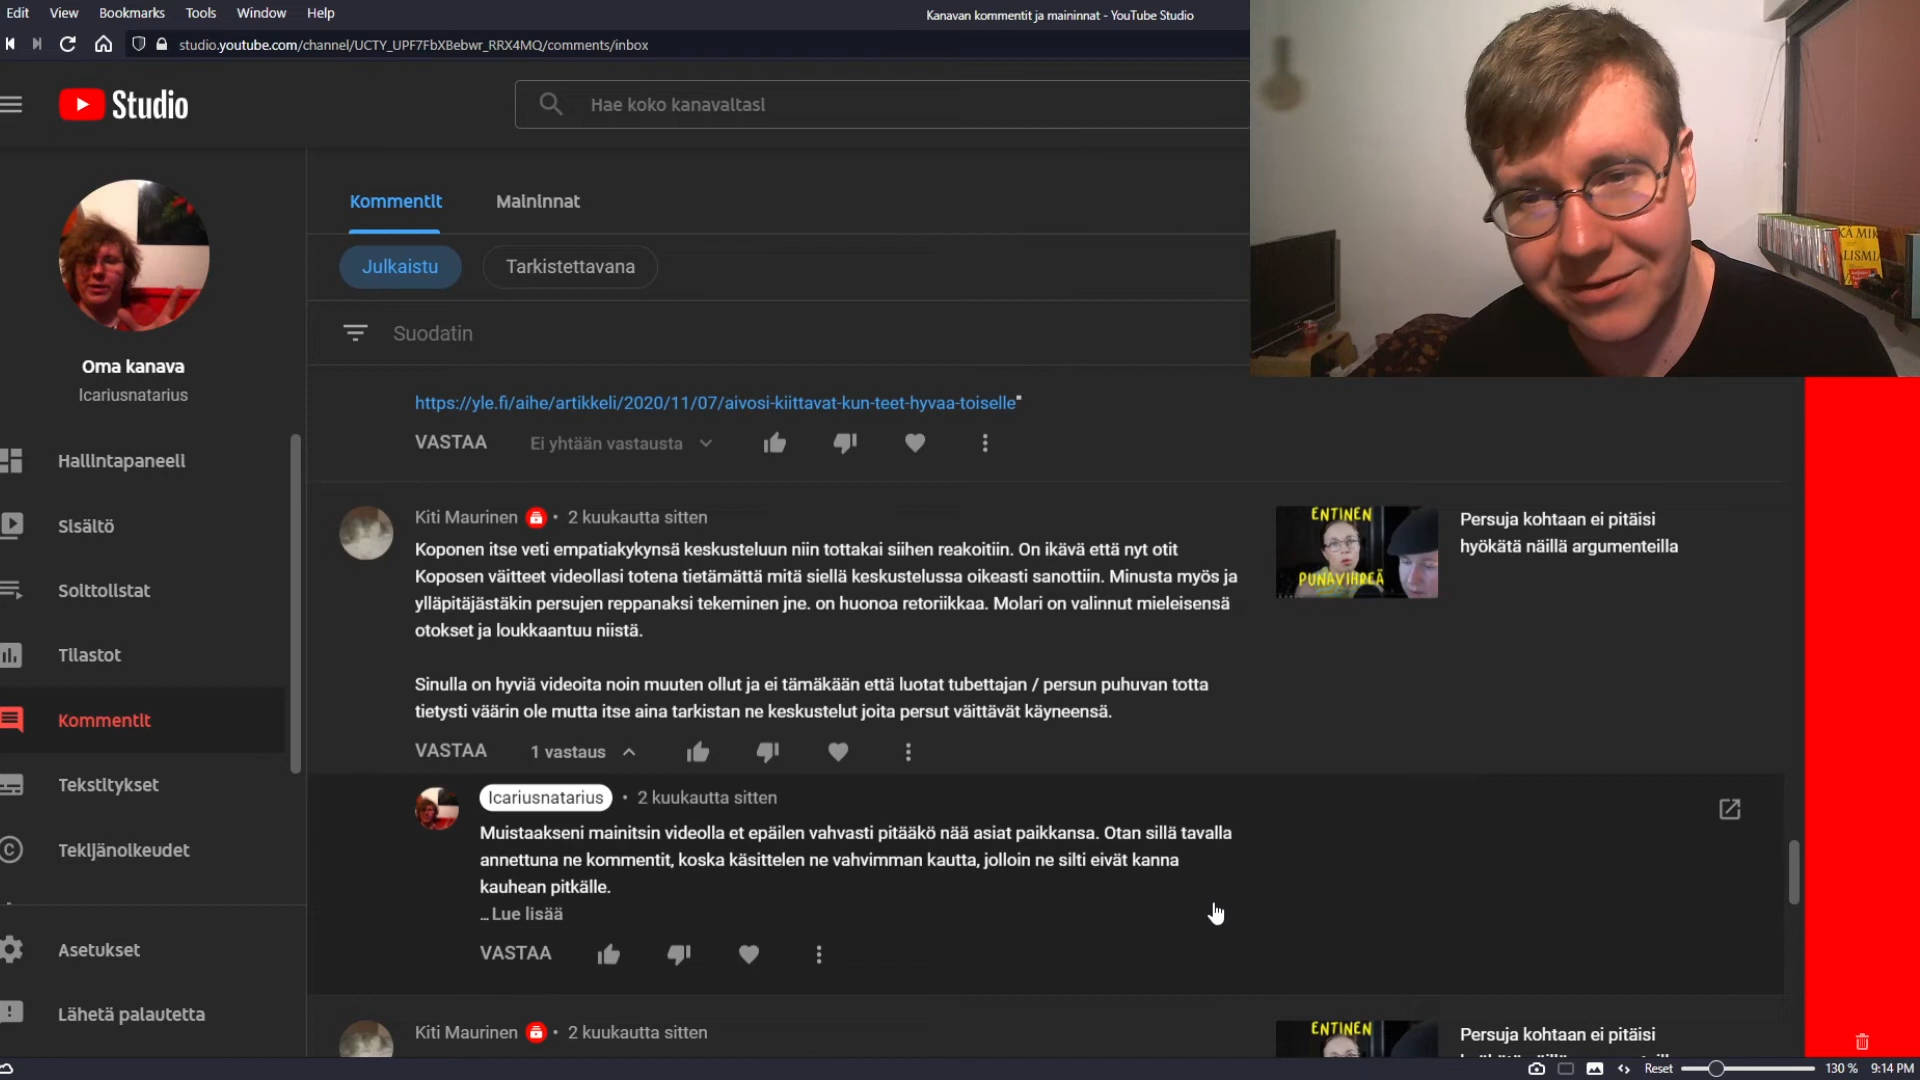 Edit View Bookmarks Tools Window Help
Kanavan kommentit ja maininnat - YouTube Studio
studio.youtube.com/channel/UCTY_UPF7FbXBebwr_RRX4MQ/comments/inbox
Studio
Hae koko kanavaltasi
KÄ MIK
LISMI
Kommentit Maininnat
Julkaistu Tarkistettavana
Suodatin
Oma kanava
Icariusnatarius
Hallintapaneeli
Sisältö
Soittolistat
Tilastot
Kommentit
Tekstitykset
Tekijänoikeudet
Asetukset
Lähetä palautetta
https://yle.fi/aihe/artikkeli/2020/11/07/aivosi-kiittavat-kun-teet-hyvaa-toiselle"
VASTAA Ei yhtään vastausta
Kiti Maurinen • 2 kuukautta sitten
Koponen itse veti empatiakykynsä keskusteluun niin tottakai siihen reakoitiin. On ikävä että nyt otit
Koposen väitteet videollasi totena tietämättä mitä siellä keskustelussa oikeasti sanottiin. Minusta myös ja
ylläpitäjästäkin persujen reppanaksi tekeminen jne. on huonoa retoriikkaa. Molari on valinnut mieleisensä
otokset ja loukkaantuu niistä.
Sinulla on hyviä videoita noin muuten ollut ja ei tämäkään että luotat tubettajan / persun puhuvan totta
tietysti väärin ole mutta itse aina tarkistan ne keskustelut joita persut väittävät käyneensä.
VASTAA 1 vastaus
ENTINEN
PUNAVIHREÄ
Persuja kohtaan ei pitäisi
hyökätä näillä argumenteilla
Icariusnatarius • 2 kuukautta sitten
Muistaakseni mainitsin videolla et epäilen vahvasti pitääkö nää asiat paikkansa. Otan sillä tavalla
annettuna ne kommentit, koska käsittelen ne vahvimman kautta, jolloin ne silti eivät kanna
kauhean pitkälle.
... Lue lisää
VASTAA
Kiti Maurinen • 2 kuukautta sitten
ENTINEN
Persuja kohtaan ei pitäisi
Reset 130 % 9:14 PM